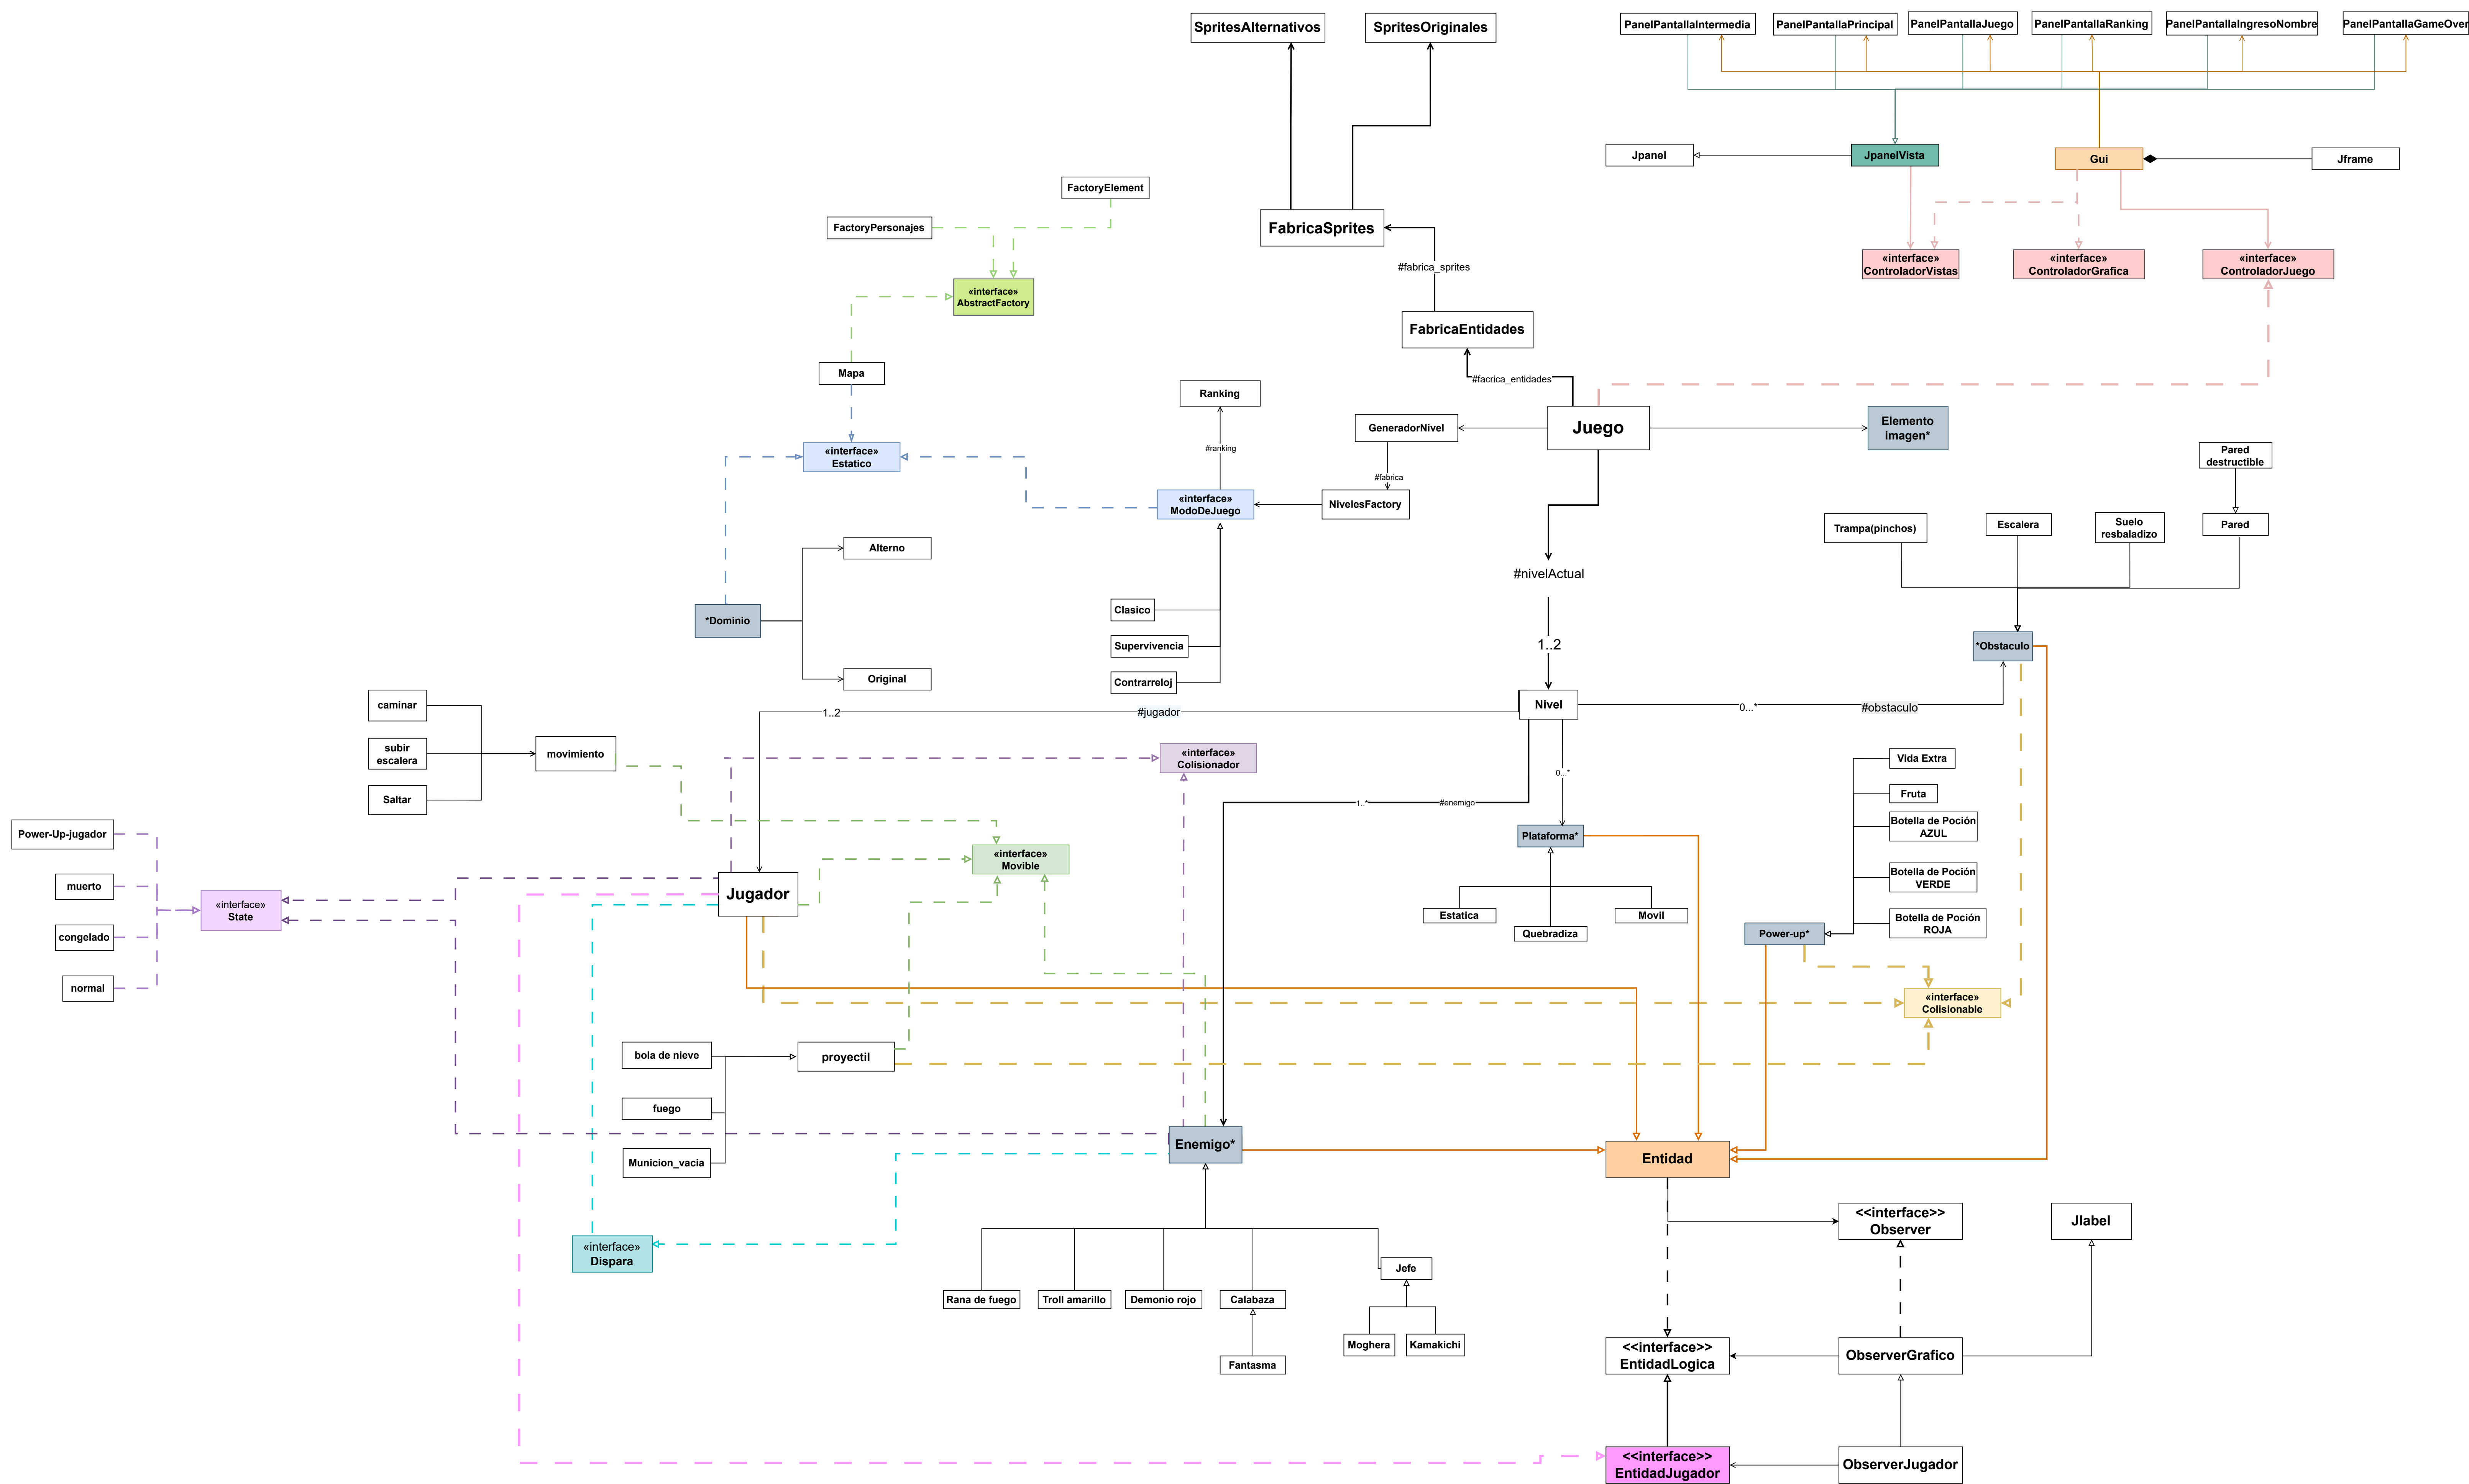 SpritesAlternativos
SpritesOriginales
PanelPantallaIntermedia
PanelPantallaPrincipal
PanelPantallaJuego
PanelPantallaRanking
PanelPantallaIngresoNombre
PanelPantallaGameOver
Jpanel
JpanelVista
Gui
Jframe
FactoryElement
FactoryPersonajes
FabricaSprites
#fabrica_sprites
«interface»
ControladorVistas
«interface»
ControladorGrafica
«interface»
ControladorJuego
«interface»
AbstractFactory
FabricaEntidades
#facrica_entidades
Mapa
Ranking
#ranking
GeneradorNivel
#fabrica
Juego
Elemento
imagen*
«interface»
Estatico
«interface»
ModoDeJuego
NivelesFactory
Pared
destructible
Trampa(pinchos)
Escalera
Suelo
resbaladizo
Pared
Alterno
*Dominio
Original
Clasico
Supervivencia
Contrarreloj
#nivelActual
1..2
*Obstaculo
Nivel
1..2
#jugador
0...*
#obstaculo
caminar
subir
escalera
Saltar
movimiento
«interface»
Colisionador
0...*
1..*
#enemigo
Vida Extra
Fruta
Botella de Poción
AZUL
Botella de Poción
VERDE
Botella de Poción
ROJA
Power-up*
Plataforma*
Estatica
Quebradiza
Movil
Power-Up-jugador
muerto
congelado
normal
«interface»
State
Jugador
«interface»
Movible
«interface»
Colisionable
bola de nieve
fuego
Municion_vacia
proyectil
Enemigo*
Entidad
«interface»
Dispara
<<interface>>
Observer
Jlabel
Rana de fuego
Troll amarillo
Demonio rojo
Calabaza
Jefe
Fantasma
Moghera
Kamakichi
<<interface>>
EntidadLogica
ObserverGrafico
<<interface>>
EntidadJugador
ObserverJugador